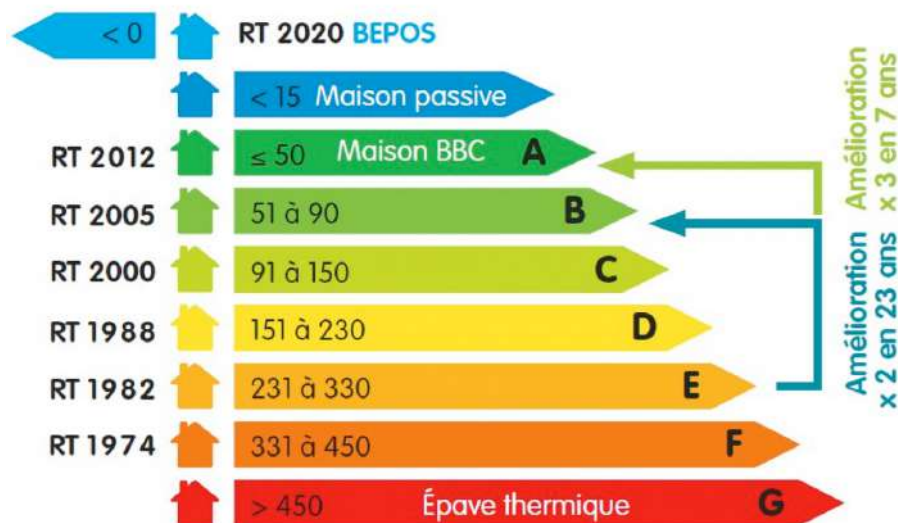 < 0 RT 2020 BEPOS
< 15 Maison passive
RT 2012 ≤ 50 Maison BBC A
RT 2005 51 à 90 B
RT 2000 91 à 150 C
RT 1988 151 à 230 D
RT 1982 231 à 330 E
RT 1974 331 à 450 F
> 450 Épave thermique G
Amélioration
x 3 en 7 ans
Amélioration
x 2 en 23 ans